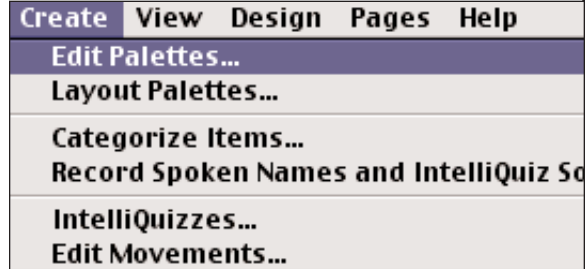 Create View Design Pages Help
Edit Palettes...
Layout Palettes...
Categorize Items...
Record Spoken Names and IntelliQuiz
IntelliQuizzes...
Edit Movements...